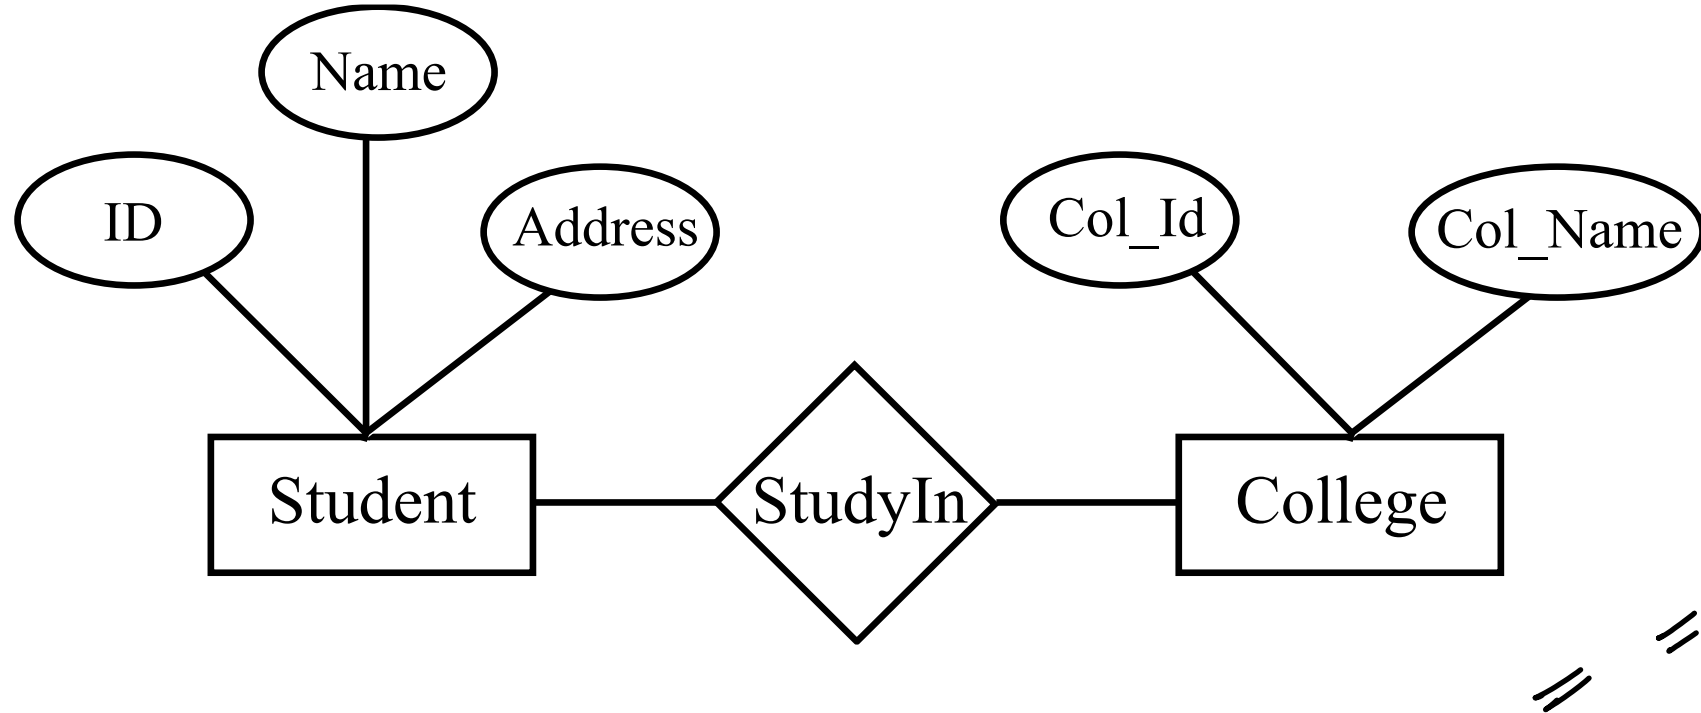 Name
ID
Address
Col_Id
Col_Name
Student
StudyIn
College